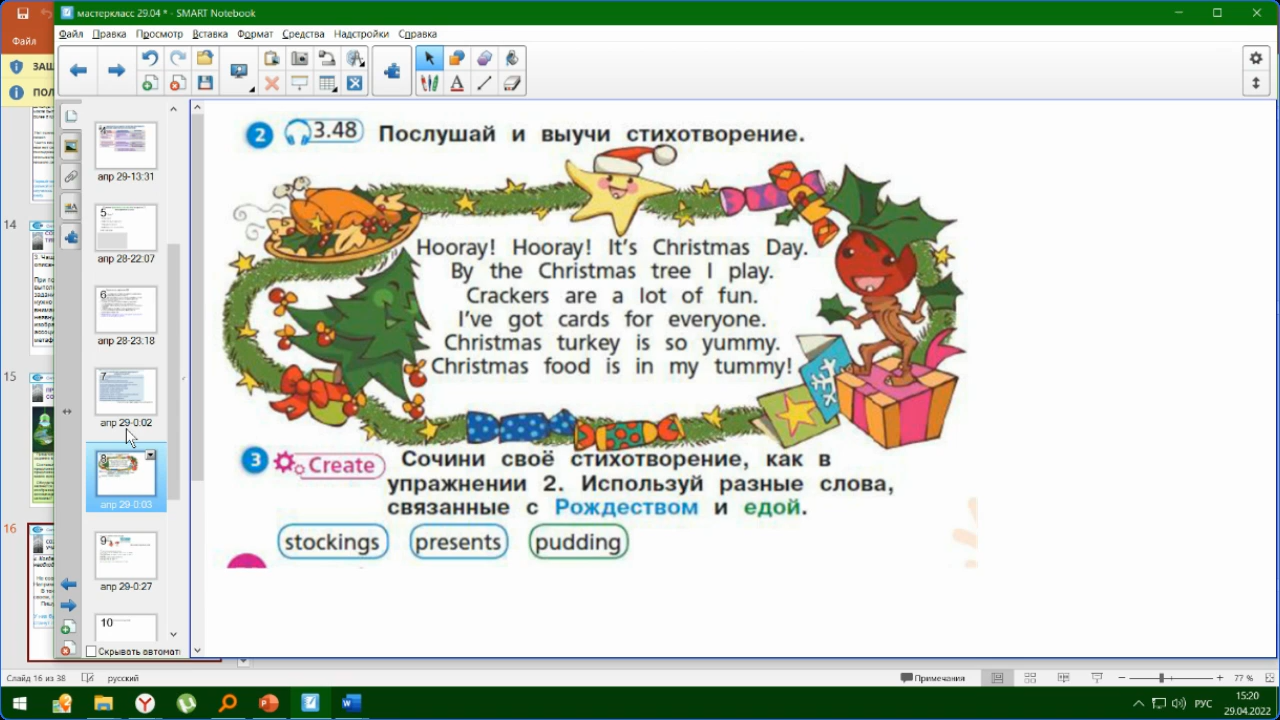 мастеркласс 29.04 * - SMART Notebook
Файл
Файл Правка Просмотр Вставка Формат Средства Надстройки Справка
ЗАЩ
ПОЛ
4
апр 29-13:31
5
апр 28-22:07
6
апр 28-23:18
7
апр 29-0:02
8
апр 29-0:03
9
апр 29-0:27
10
Скрывать автомат
14
15
16
2 3.48 Послушай и выучи стихотворение.
Hooray! Hooray! It's Christmas Day.
By the Christmas tree I play.
Crackers are a lot of fun.
I've got cards for everyone.
Christmas turkey is so yummy.
Christmas food is in my tummy!
3 Create Сочини своё стихотворение, как в
упражнении 2. Используй разные слова,
связанные с Рождеством и едой.
stockings presents pudding
Слайд 16 из 38 русский Примечания 77 %
РУС
15:20
29.04.2022